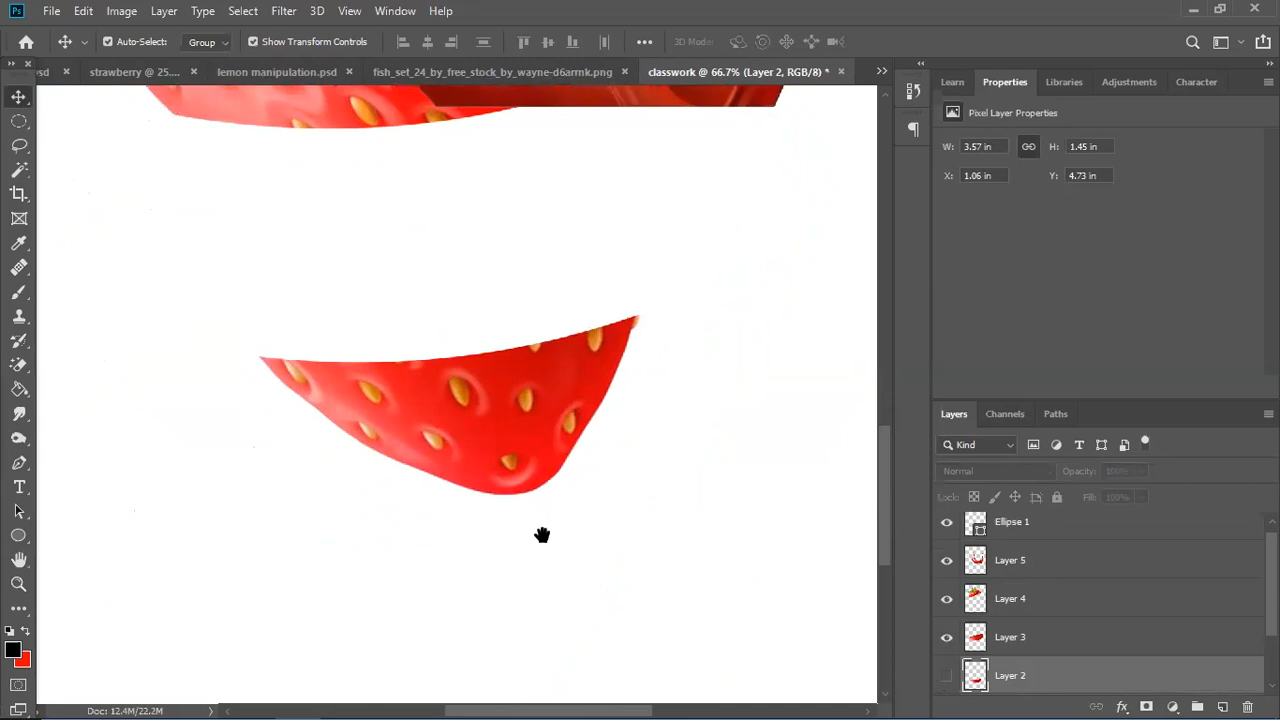 Ps File Edit Image Layer Type Select Filter 3D View Window Help
Auto-Select: Group Show Transform Controls ••• 3D Mode
sd × strawberry @ 25.... × lemon manipulation.psd × fish_set_24_by_free_stock_by_wayne-d6armk.png × classwork @ 66.7% (Layer 2, RGB/8) * ×
Learn Properties Libraries Adjustments Character
Pixel Layer Properties
W: 3.57 in H: 1.45 in
X: 1.06 in Y: 4.73 in
Layers Channels Paths
Kind
Normal Opacity: 100%
Lock: Fill: 100%
Ellipse 1
Layer 5
Layer 4
Layer 3
Layer 2
Doc: 12.4M/22.2M